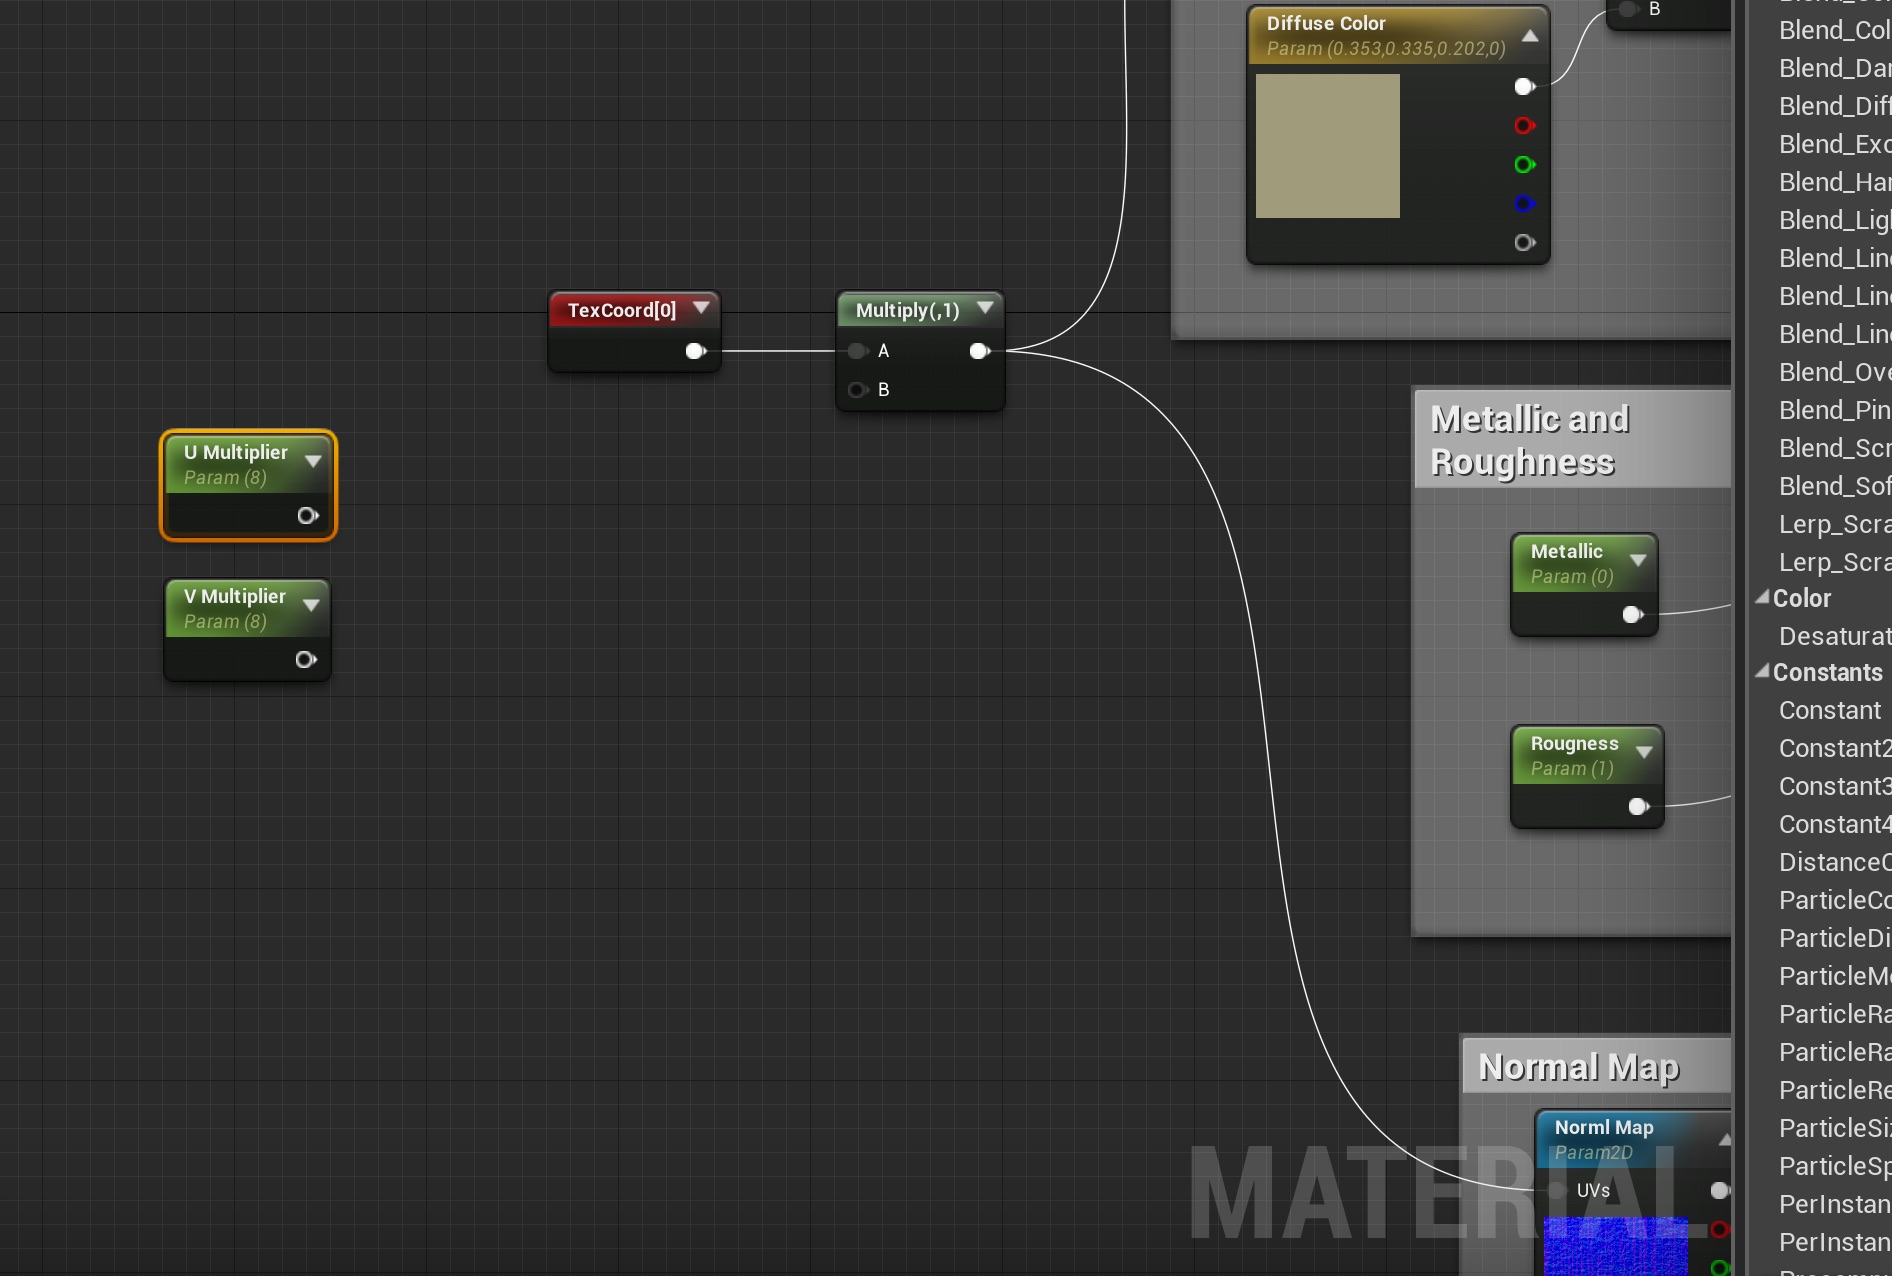 Diffuse Color
Param (0.353,0.335,0.202,0)
B
TexCoord[0]
Multiply(,1)
A
B
U Multiplier
Param (8)
V Multiplier
Param (8)
Metallic and
Roughness
Metallic
Param (0)
Rougness
Param (1)
Normal Map
Norml Map
Param2D
UVs
MATERIAL
Blend_Col
Blend_Dar
Blend_Diff
Blend_Exc
Blend_Har
Blend_Ligh
Blend_Line
Blend_Line
Blend_Line
Blend_Ove
Blend_Pin
Blend_Scr
Blend_Sof
Lerp_Scra
Lerp_Scra
Color
Desaturat
Constants
Constant
Constant2
Constant3
Constant4
DistanceC
ParticleCo
ParticleDi
ParticleMo
ParticleRa
ParticleRa
ParticleRe
ParticleSiz
ParticleSp
PerInstan
PerInstan